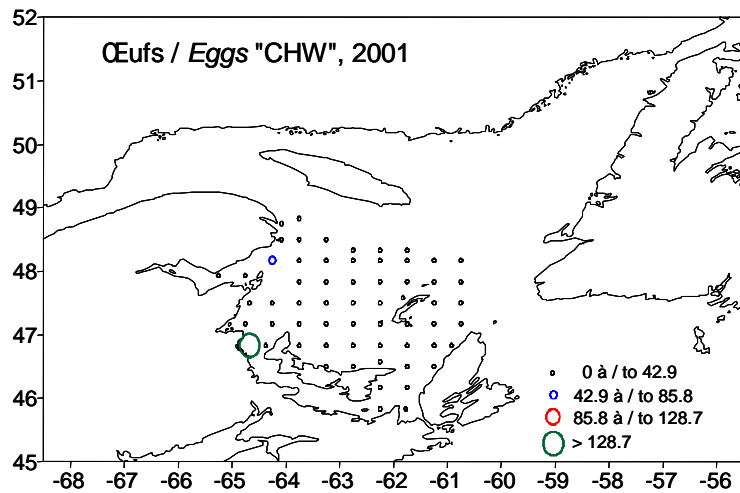 52
51
50
49
48
47
46
45
Œufs / Eggs "CHW", 2001
0 à / to 42.9
42.9 à / to 85.8
85.8 à / to 128.7
> 128.7
-68 -67 -66 -65 -64 -63 -62 -61 -60 -59 -58 -57 -56